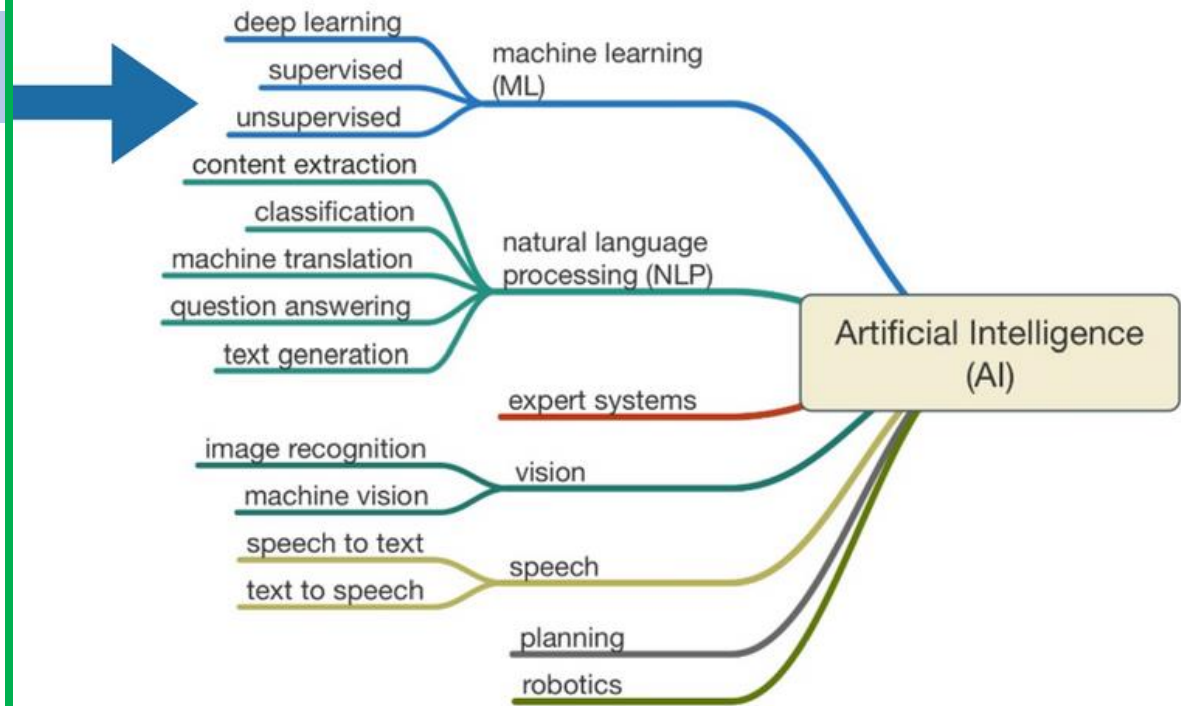 deep learning
supervised
unsupervised
machine learning
(ML)
content extraction
classification
machine translation
question answering
text generation
natural language
processing (NLP)
Artificial Intelligence
(AI)
expert systems
image recognition
machine vision
vision
speech to text
text to speech
speech
planning
robotics